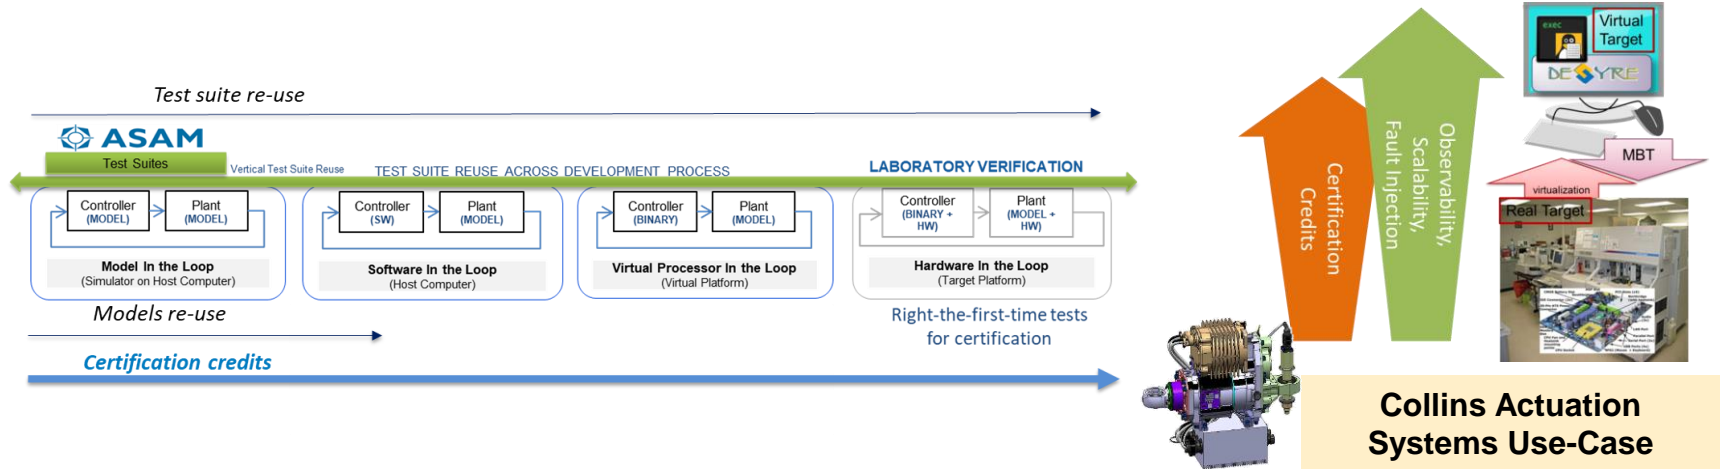 Test suite re-use
ASAM
Test Suites
Vertical Test Suite Reuse
TEST SUITE REUSE ACROSS DEVELOPMENT PROCESS
LABORATORY VERIFICATION
Controller
(MODEL)
Plant
(MODEL)
Model In the Loop
(Simulator on Host Computer)
Controller
(SW)
Plant
(MODEL)
Software In the Loop
(Host Computer)
Controller
(BINARY)
Plant
(MODEL)
Virtual Processor In the Loop
(Virtual Platform)
Controller
(BINARY +
HW)
Plant
(MODEL +
HW)
Hardware In the Loop
(Target Platform)
Models re-use
Right-the-first-time tests
for certification
Certification credits
Certification
Credits
Observability,
Scalability,
Fault Injection
exec
Virtual
Target
DESYRE
MBT
virtualization
Real Target
Collins Actuation
Systems Use-Case